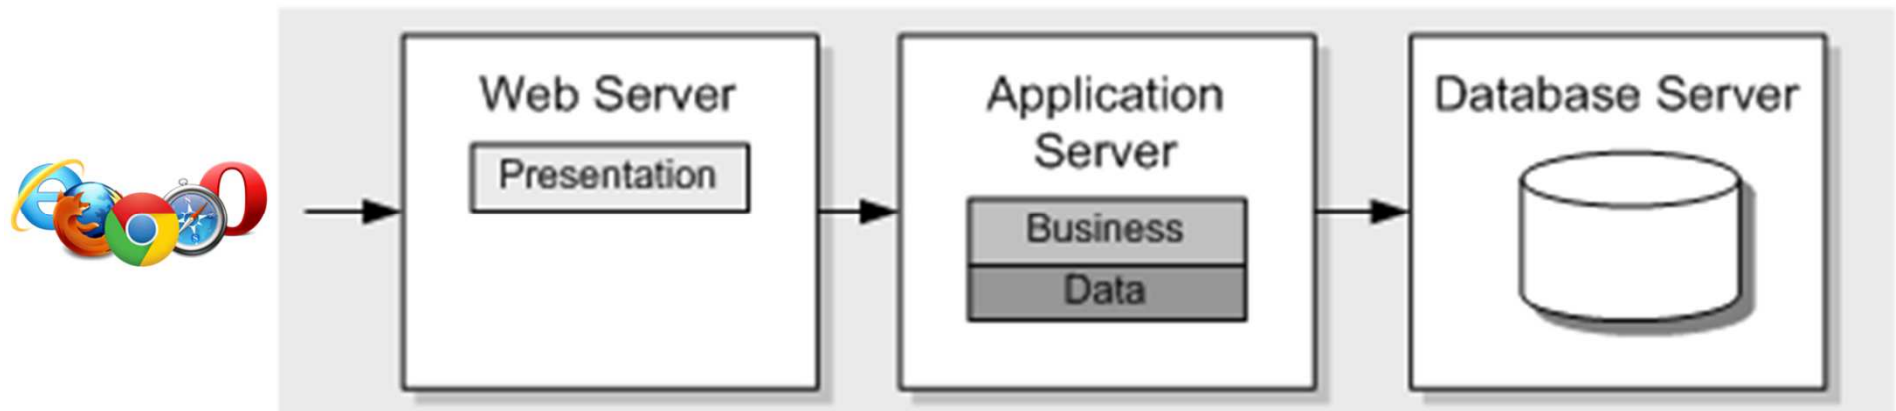 Web Server
Presentation
Application
Server
Business
Data
Database Server